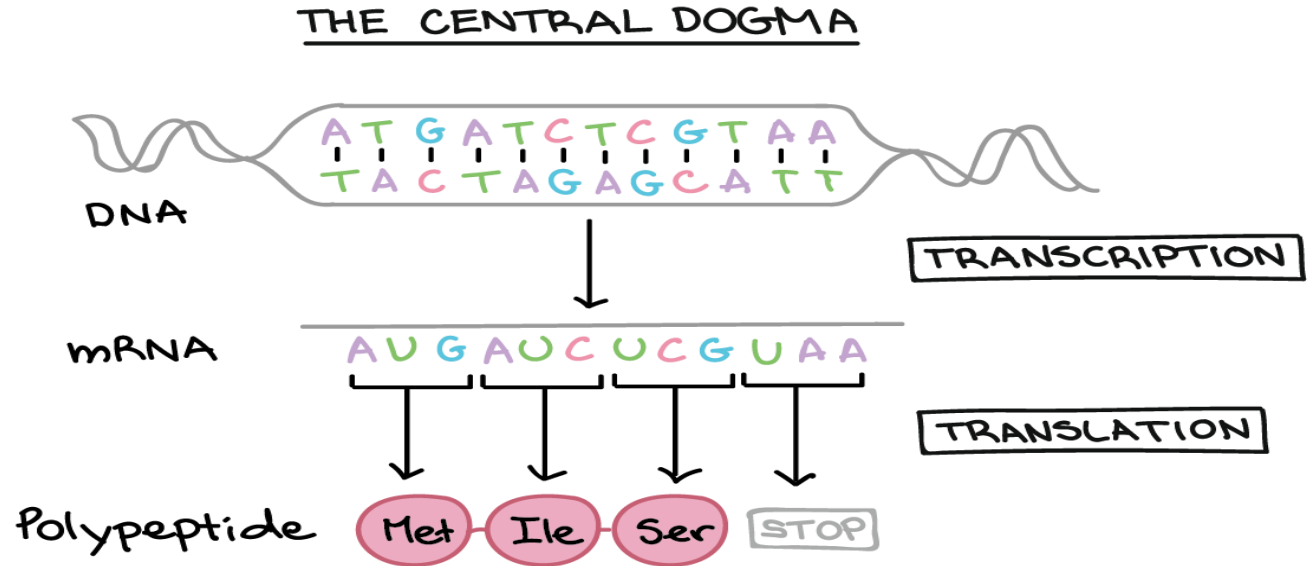 THE CENTRAL DOGMA
A T G A T C T C G T A A
T A C T A G A G C A T T
DNA
TRANSCRIPTION
mRNA
A U G A U C U C G U A A
TRANSLATION
Polypeptide Met Ile Ser STOP